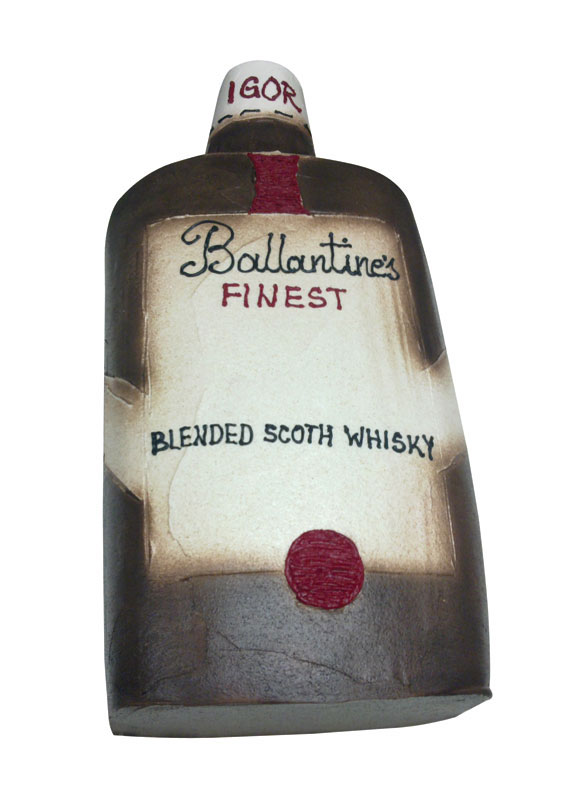 IGOR
Ballantine's
FINEST
BLENDED SCOTH WHISKY